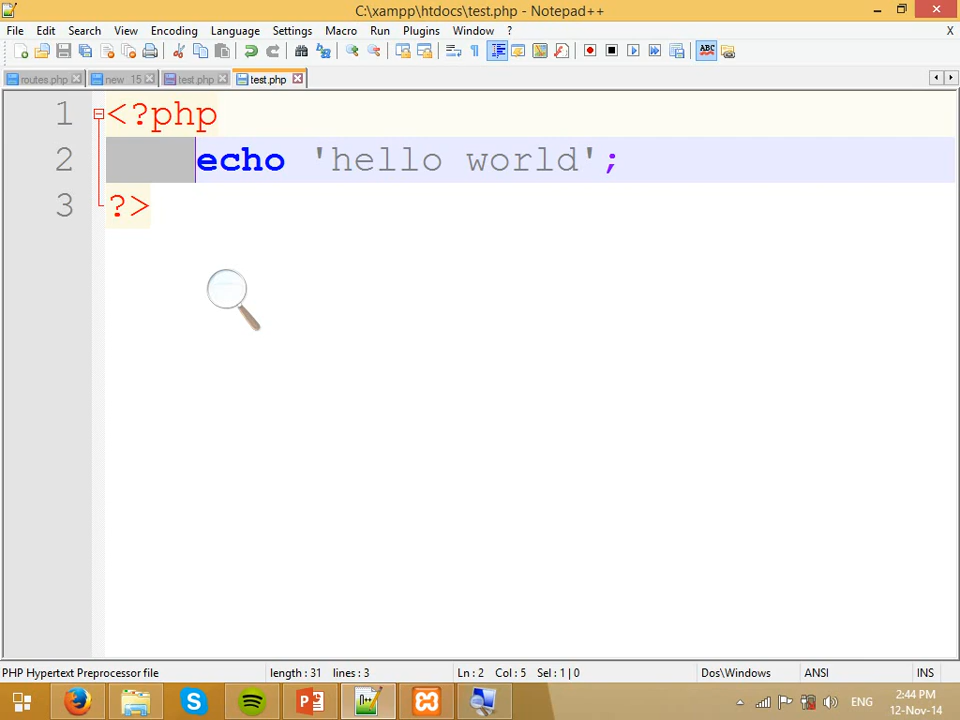 C:\xampp\htdocs\test.php - Notepad++
File Edit Search View Encoding Language Settings Macro Run Plugins Window ? X
ABC
routes.php new 15 test.php test.php
1 <?php
2 echo 'hello world';
3 ?>
PHP Hypertext Preprocessor file length : 31 lines : 3 Ln : 2 Col : 5 Sel : 1 | 0 Dos\Windows ANSI INS
2:44 PM
ENG
12-Nov-14